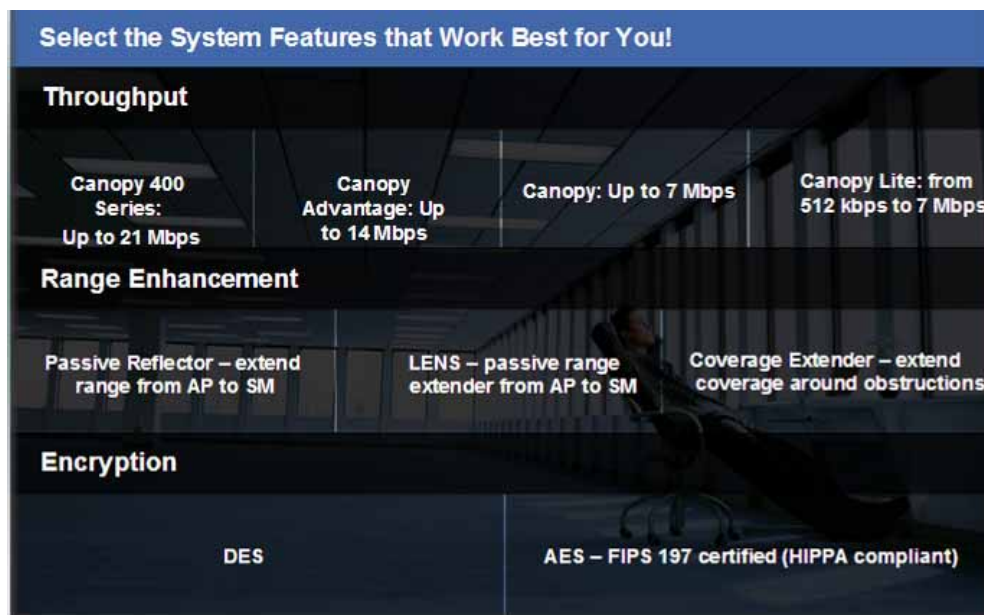 Select the System Features that Work Best for You!
Throughput
Canopy 400
Series:
Up to 21 Mbps
Canopy
Advantage: Up
to 14 Mbps
Canopy: Up to 7 Mbps
Canopy Lite: from
512 kbps to 7 Mbps
Range Enhancement
Passive Reflector – extend
range from AP to SM
LENS – passive range
extender from AP to SM
Coverage Extender – extend
coverage around obstructions
Encryption
DES
AES – FIPS 197 certified (HIPPA compliant)